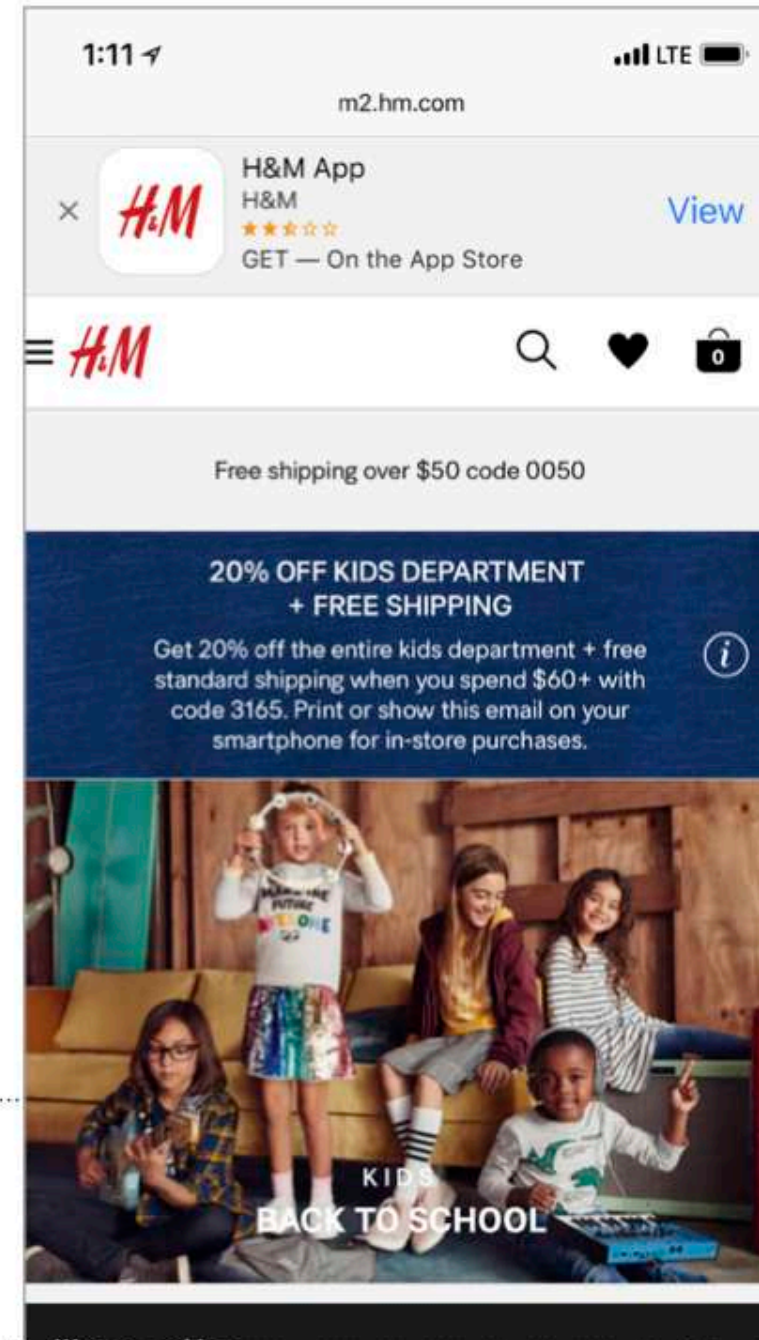 1:11
LTE
m2.hm.com
H&M App
H&M
H&M
GET — On the App Store
View
H&M
0
Free shipping over $50 code 0050
20% OFF KIDS DEPARTMENT
+ FREE SHIPPING
Get 20% off the entire kids department + free
standard shipping when you spend $60+ with
code 3165. Print or show this email on your
smartphone for in-store purchases.
i
FUTURE
KIDS
BACK TO SCHOOL